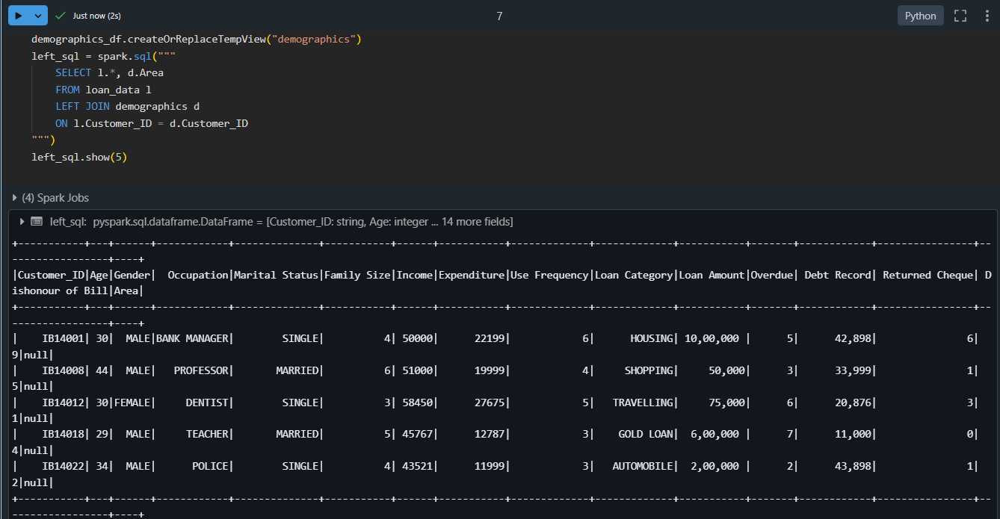 Just now (2s)
7
Python
demographics_df.createOrReplaceTempView("demographics")
left_sql = spark.sql("""
    SELECT l.*, d.Area
    FROM loan_data l
    LEFT JOIN demographics d
    ON l.Customer_ID = d.Customer_ID
""")
left_sql.show(5)
(4) Spark Jobs
left_sql: pyspark.sql.dataframe.DataFrame = [Customer_ID: string, Age: integer ... 14 more fields]
+-----------+---+------+------------+--------------+-----------+------+-----------+-------------+-------------+-----------+-------+------------+----------------+--
-----------------+----+
|Customer_ID|Age|Gender|  Occupation|Marital Status|Family Size|Income|Expenditure|Use Frequency|Loan Category|Loan Amount|Overdue| Debt Record| Returned Cheque| D
ishonour of Bill|Area|
+-----------+---+------+------------+--------------+-----------+------+-----------+-------------+-------------+-----------+-------+------------+----------------+--
-----------------+----+
|    IB14001| 30|  MALE|BANK MANAGER|        SINGLE|          4| 50000|      22199|            6|      HOUSING| 10,00,000 |      5|      42,898|               6|
9|null|
|    IB14008| 44|  MALE|   PROFESSOR|       MARRIED|          6| 51000|      19999|            4|     SHOPPING|     50,000|      3|      33,999|               1|
5|null|
|    IB14012| 30|FEMALE|     DENTIST|        SINGLE|          3| 58450|      27675|            5|   TRAVELLING|     75,000|      6|      20,876|               3|
1|null|
|    IB14018| 29|  MALE|     TEACHER|       MARRIED|          5| 45767|      12787|            3|    GOLD LOAN|  6,00,000 |      7|      11,000|               0|
4|null|
|    IB14022| 34|  MALE|      POLICE|        SINGLE|          4| 43521|      11999|            3|   AUTOMOBILE|  2,00,000 |      2|      43,898|               1|
2|null|
+-----------+---+------+------------+--------------+-----------+------+-----------+-------------+-------------+-----------+-------+------------+----------------+--
-----------------+----+